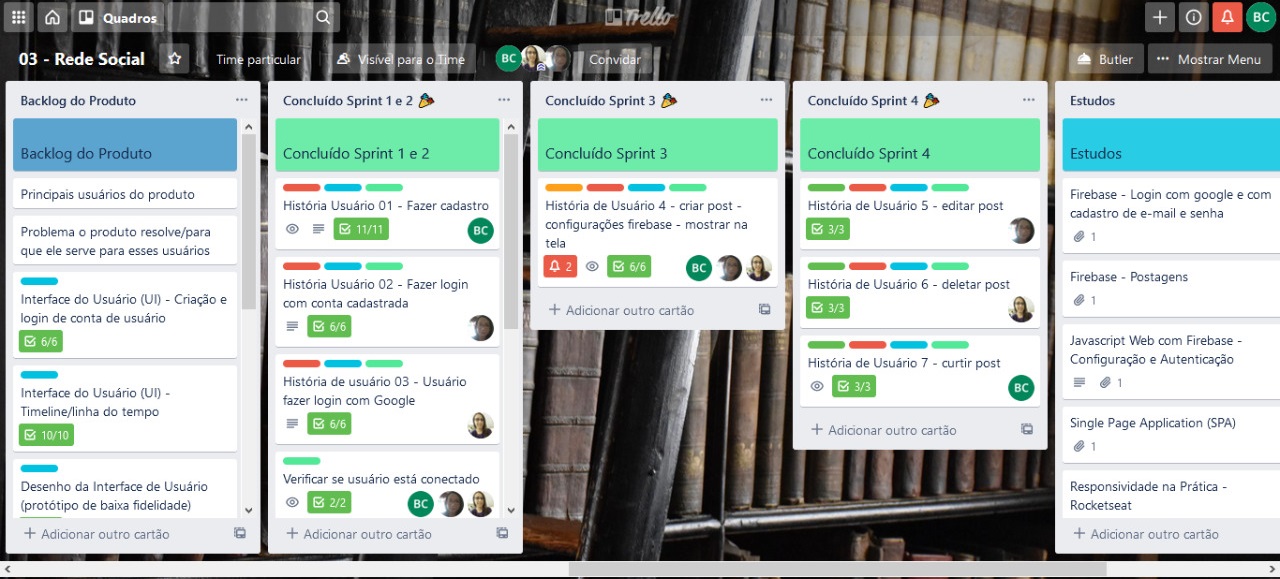 Quadros
Trello
BC
03 - Rede Social
Time particular
Visível para o Time
BC
Convidar
Butler
Mostrar Menu
Backlog do Produto
Backlog do Produto
Principais usuários do produto
Problema o produto resolve/para
que ele serve para esses usuários
Interface do Usuário (UI) - Criação e
login de conta de usuário
6/6
Interface do Usuário (UI) -
Timeline/linha do tempo
10/10
Desenho da Interface de Usuário
(protótipo de baixa fidelidade)
Adicionar outro cartão
Concluído Sprint 1 e 2
Concluído Sprint 1 e 2
História Usuário 01 - Fazer cadastro
11/11
BC
História Usuário 02 - Fazer login
com conta cadastrada
6/6
História de usuário 03 - Usuário
fazer login com Google
6/6
Verificar se usuário está conectado
2/2
BC
Adicionar outro cartão
Concluído Sprint 3
Concluído Sprint 3
História de Usuário 4 - criar post -
configurações firebase - mostrar na
tela
2
6/6
BC
Adicionar outro cartão
Concluído Sprint 4
Concluído Sprint 4
História de Usuário 5 - editar post
3/3
História de Usuário 6 - deletar post
3/3
História de Usuário 7 - curtir post
3/3
BC
Adicionar outro cartão
Estudos
Estudos
Firebase - Login com google e com
cadastro de e-mail e senha
1
Firebase - Postagens
1
Javascript Web com Firebase -
Configuração e Autenticação
1
Single Page Application (SPA)
1
Responsividade na Prática -
Rocketseat
Adicionar outro cartão